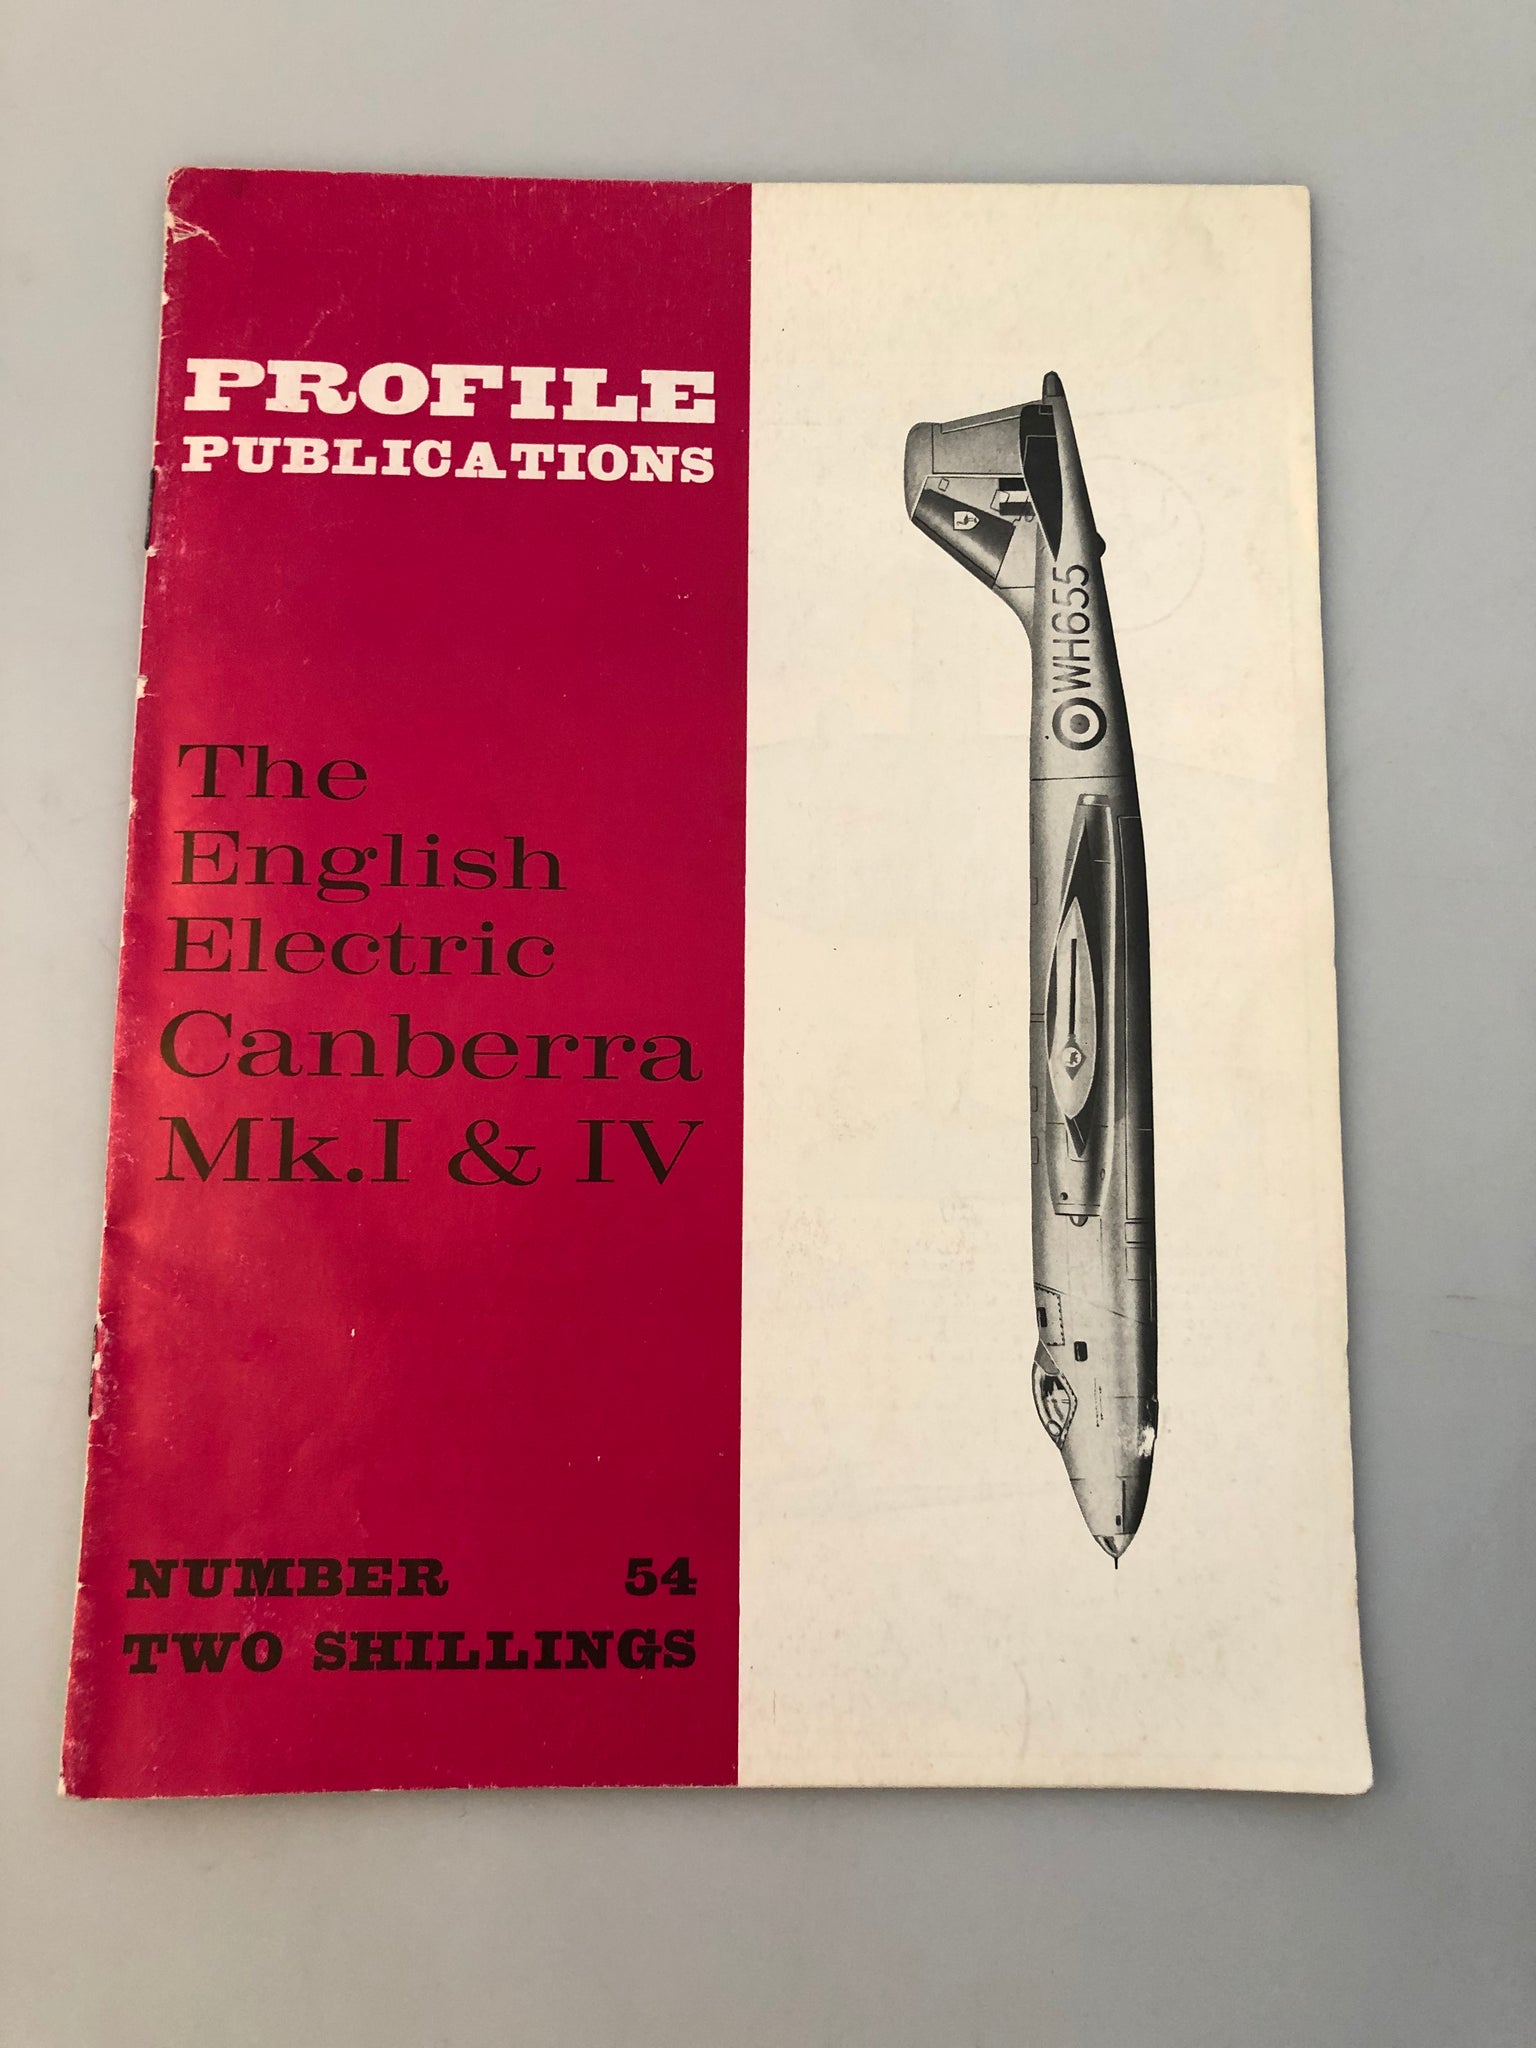 PROFILE
PUBLICATIONS
The
English
Electric
Canberra
Mk.I & IV
NUMBER 54
TWO SHILLINGS
WH655